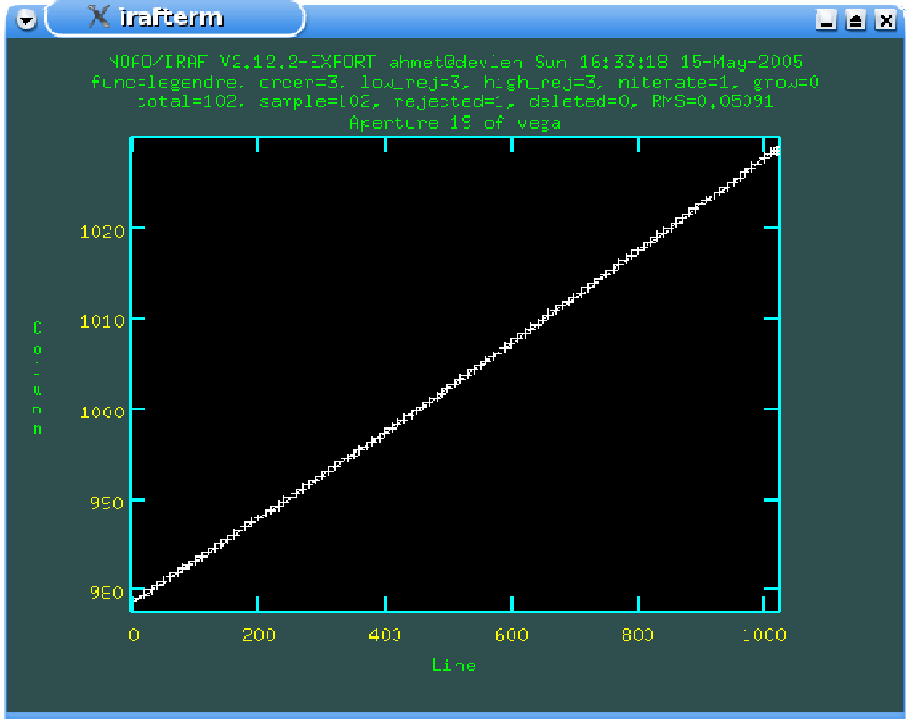 irafterm
NOAO/IRAF V2.12.2-EXPORT ahmet@devlen Sun 16:33:18 15-May-2005
func=legendre, order=3, low_rej=3, high_rej=3, niterate=1, grow=0
total=102, sample=102, rejected=1, deleted=0, RMS=0.05091
Aperture 19 of vega
1020
1010
1000
990
980
Column
0 200 400 600 800 1000
Line